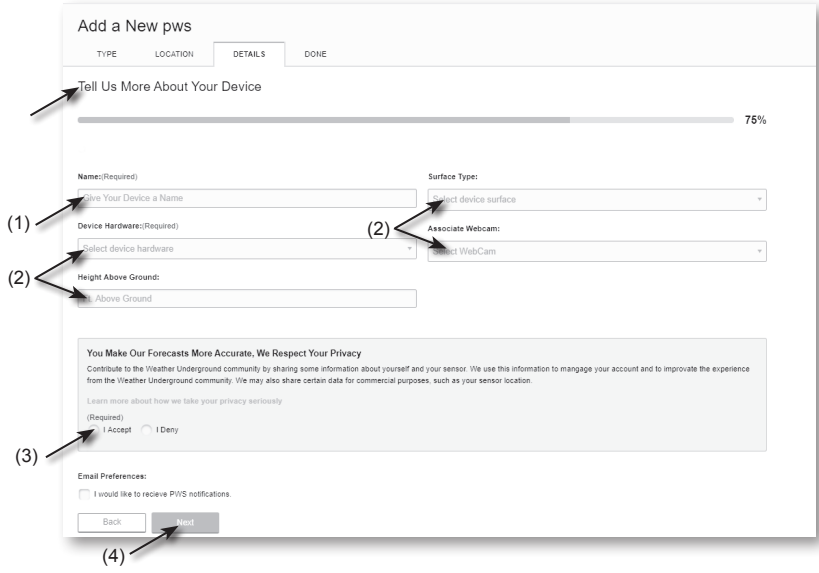 Add a New pws
TYPE LOCATION DETAILS DONE
Tell Us More About Your Device
75%
Name:(Required)
Give Your Device a Name
(1)
Surface Type:
Select device surface
(2)
Device Hardware:(Required)
Select device hardware
(2)
Associate Webcam:
Select WebCam
Height Above Ground:
Above Ground
You Make Our Forecasts More Accurate, We Respect Your Privacy
Contribute to the Weather Underground community by sharing some information about yourself and your sensor. We use this information to mangage your account and to improvate the experience
from the Weather Underground community. We may also share certain data for commercial purposes, such as your sensor location.
Learn more about how we take your privacy seriously
(Required)
I Accept I Deny
(3)
Email Preferences:
I would like to recieve PWS notifications.
Back Next
(4)